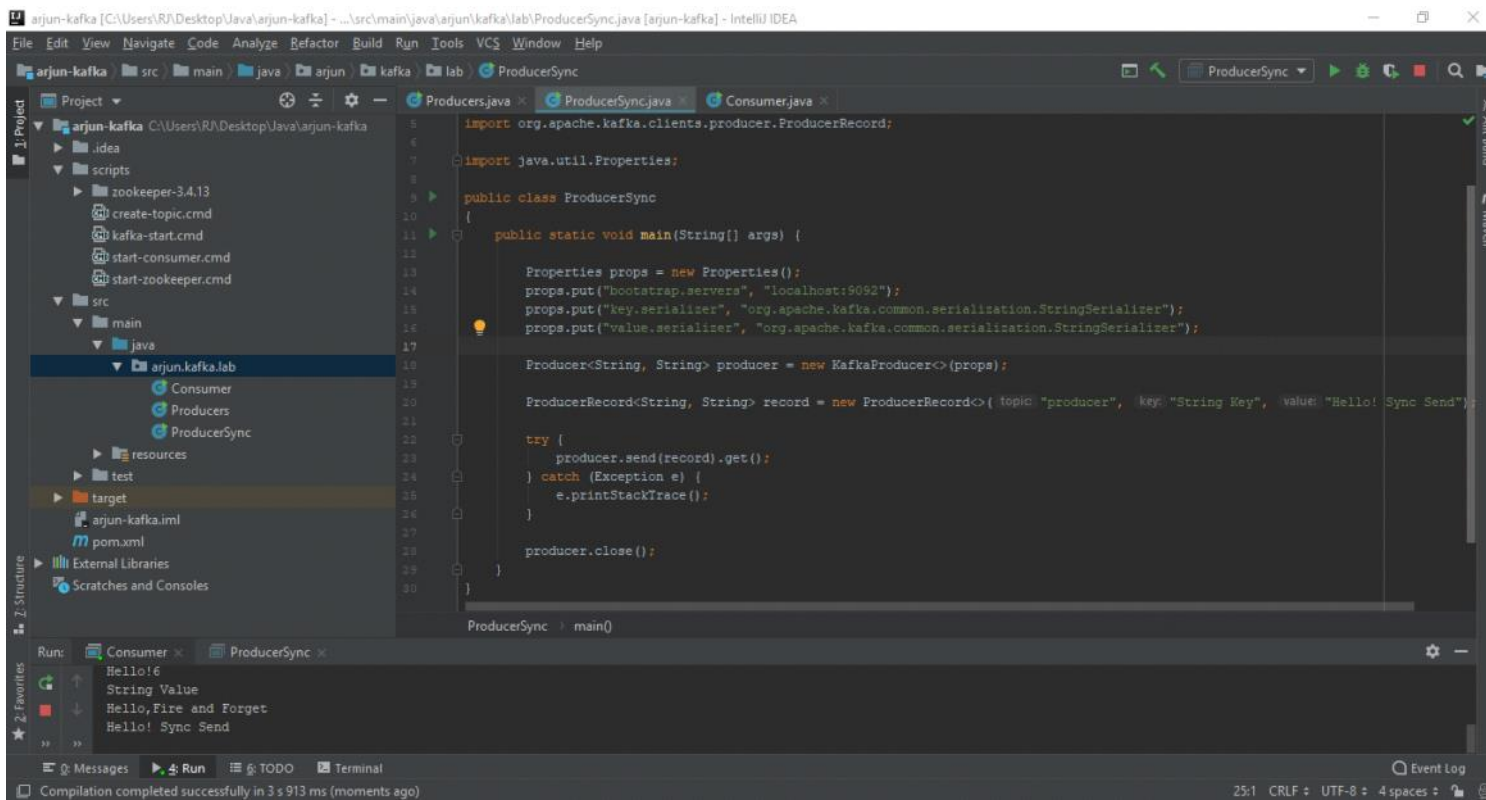 arjun-kafka [C:\Users\RJ\Desktop\Java\arjun-kafka] - ...\src\main\java\arjun\kafka\lab\ProducerSync.java [arjun-kafka] - IntelliJ IDEA
File Edit View Navigate Code Analyze Refactor Build Run Tools VCS Window Help
arjun-kafka src main java arjun kafka lab ProducerSync
ProducerSync
1: Project
Project
arjun-kafka C:\Users\RJ\Desktop\Java\arjun-kafka
.idea
scripts
zookeeper-3.4.13
create-topic.cmd
kafka-start.cmd
start-consumer.cmd
start-zookeeper.cmd
src
main
java
arjun.kafka.lab
Consumer
Producers
ProducerSync
resources
test
target
arjun-kafka.iml
pom.xml
External Libraries
Scratches and Consoles
Producers.java ProducerSync.java Consumer.java
5 import org.apache.kafka.clients.producer.ProducerRecord;
6
7 import java.util.Properties;
8
9 public class ProducerSync
10 {
11 public static void main(String[] args) {
12
13 Properties props = new Properties();
14 props.put("bootstrap.servers", "localhost:9092");
15 props.put("key.serializer", "org.apache.kafka.common.serialization.StringSerializer");
16 props.put("value.serializer", "org.apache.kafka.common.serialization.StringSerializer");
17
18 Producer<String, String> producer = new KafkaProducer<>(props);
19
20 ProducerRecord<String, String> record = new ProducerRecord<>( topic: "producer", key: "String Key", value: "Hello! Sync Send");
21
22 try {
23 producer.send(record).get();
24 } catch (Exception e) {
25 e.printStackTrace();
26 }
27
28 producer.close();
29 }
30 }
ProducerSync main()
Z: Structure
2: Favorites
Run: Consumer ProducerSync
Hello!6
String Value
Hello,Fire and Forget
Hello! Sync Send
0: Messages 4: Run 6: TODO Terminal Event Log
Compilation completed successfully in 3 s 913 ms (moments ago) 25:1 CRLF UTF-8 4 spaces